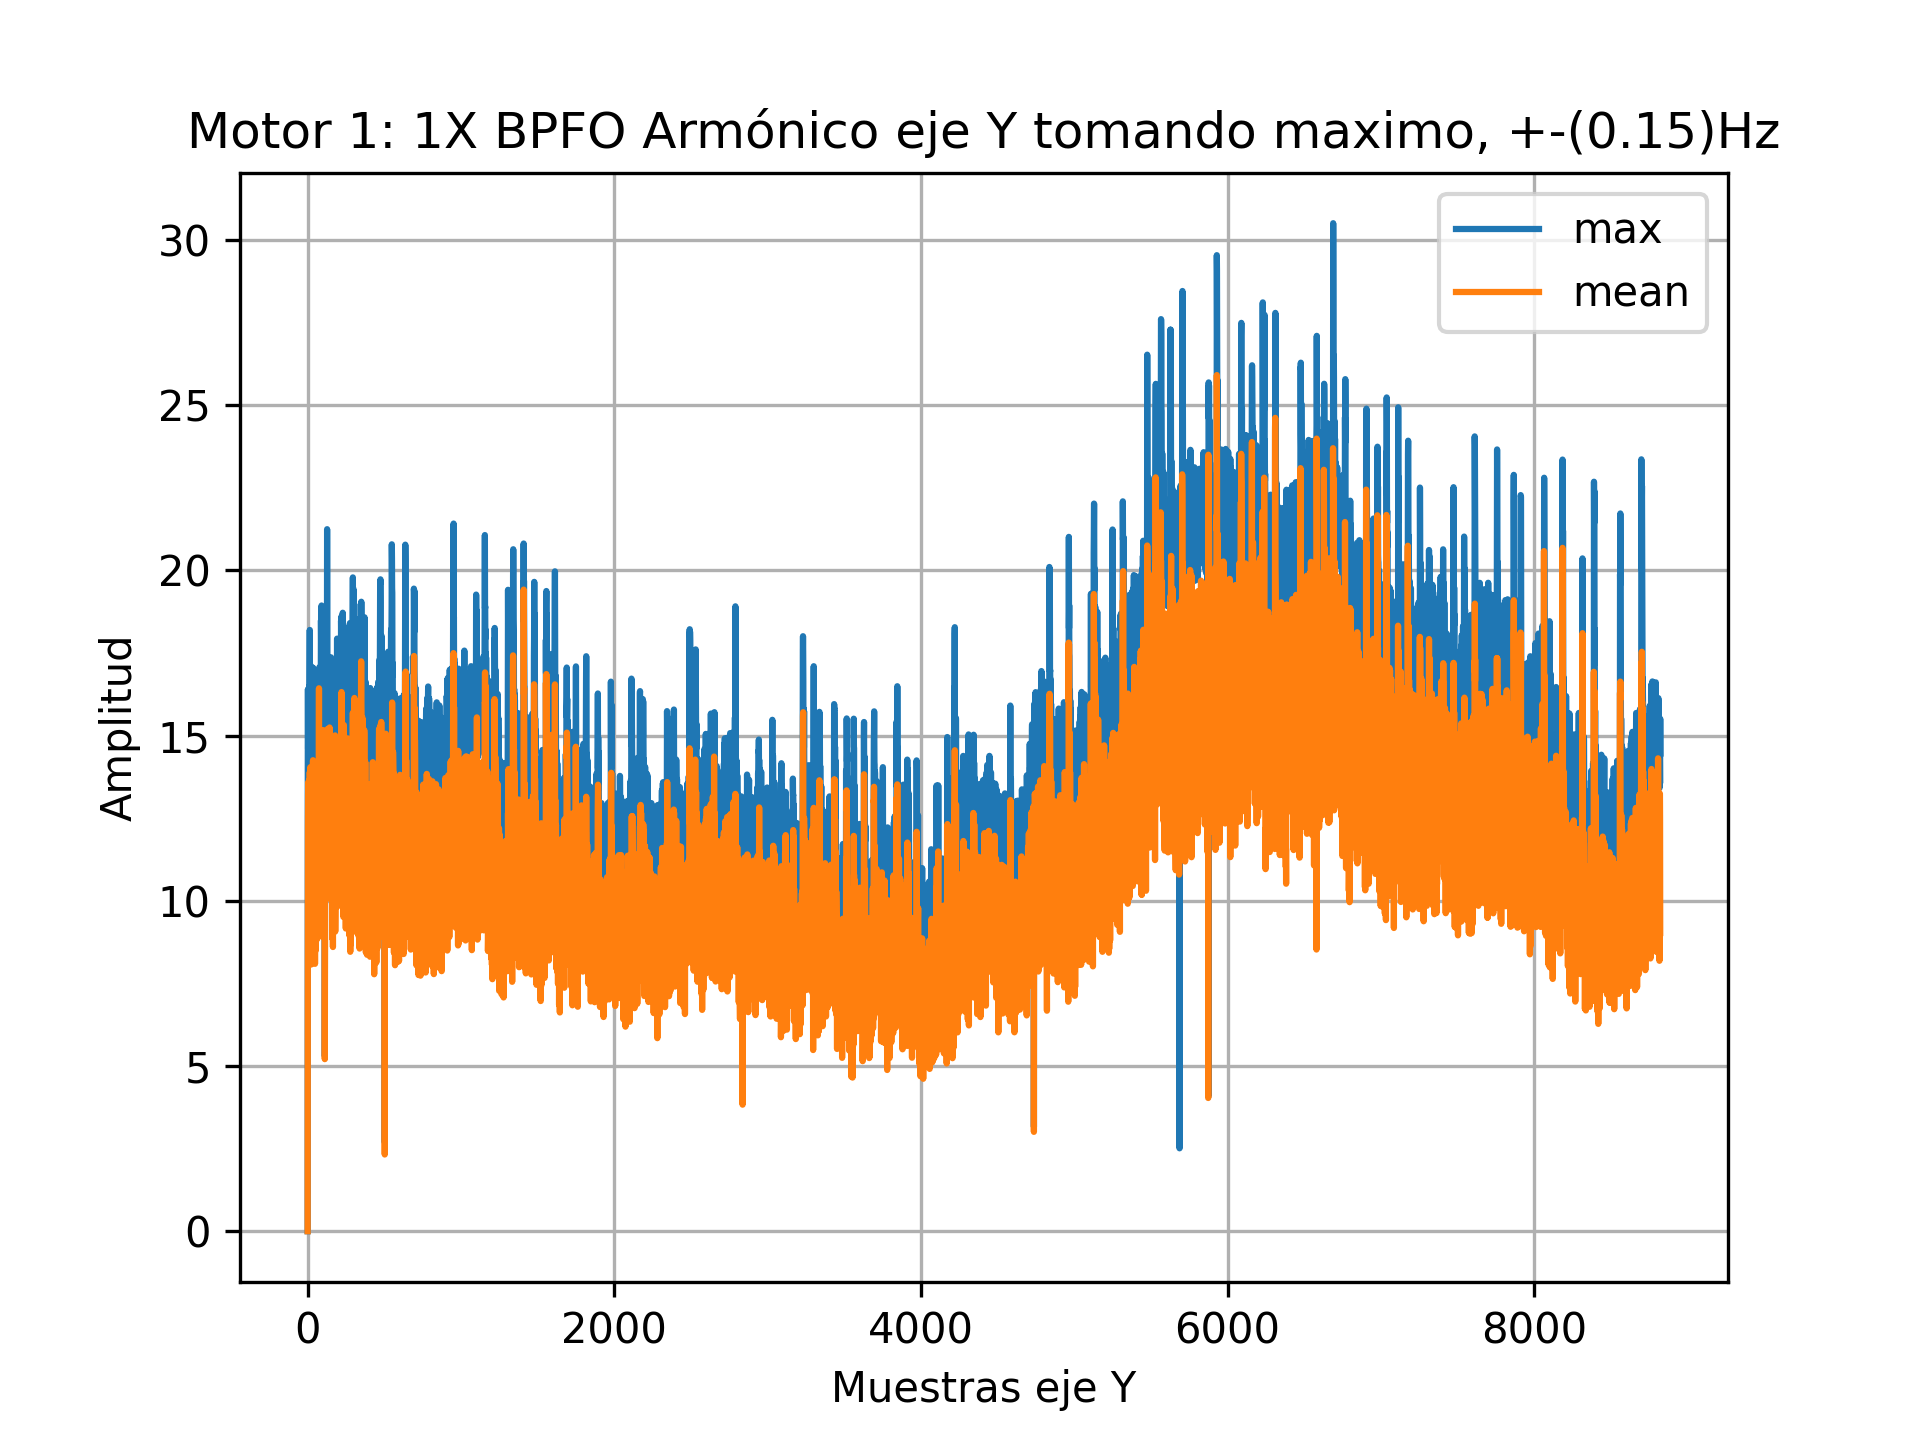 Motor 1: 1X BPFO Armónico eje Y tomando maximo, +-(0.15)Hz
max
mean
30
25
20
15
10
5
0
Amplitud
0 2000 4000 6000 8000
Muestras eje Y